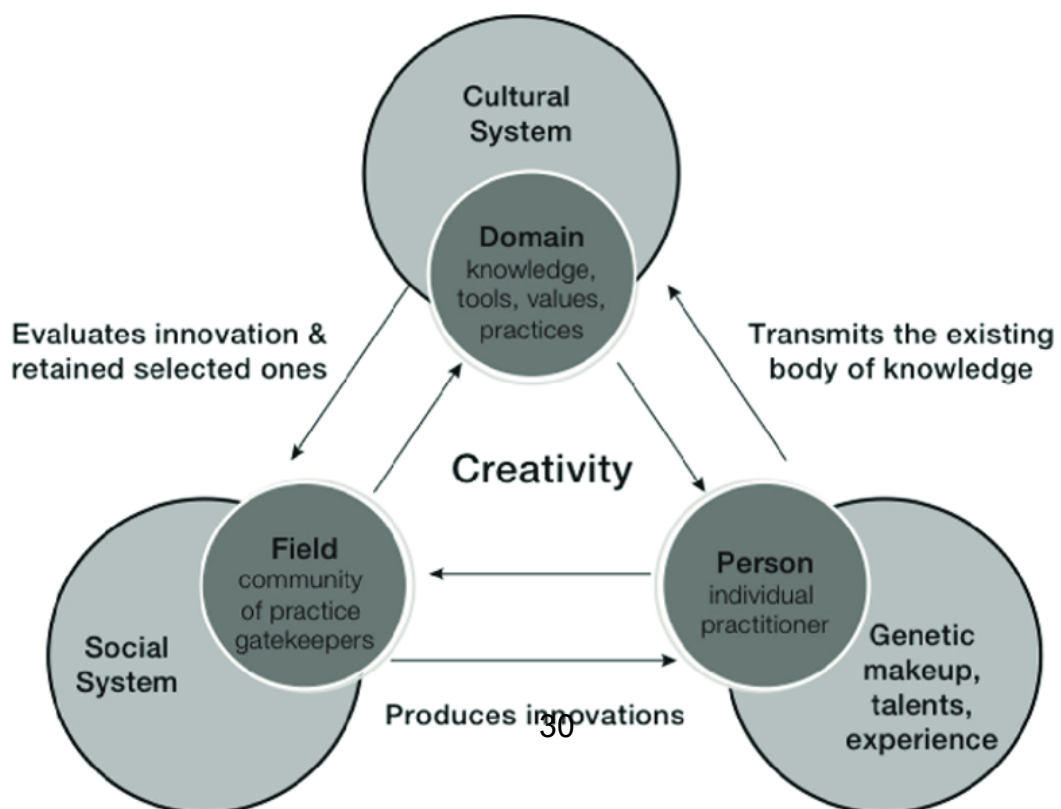 Cultural
System
Domain
knowledge,
tools, values,
practices
Evaluates innovation &
retained selected ones
Transmits the existing
body of knowledge
Creativity
Field
community
of practice
gatekeepers
Social
System
Person
individual
practitioner
Genetic
makeup,
talents,
experience
Produces innovations
30